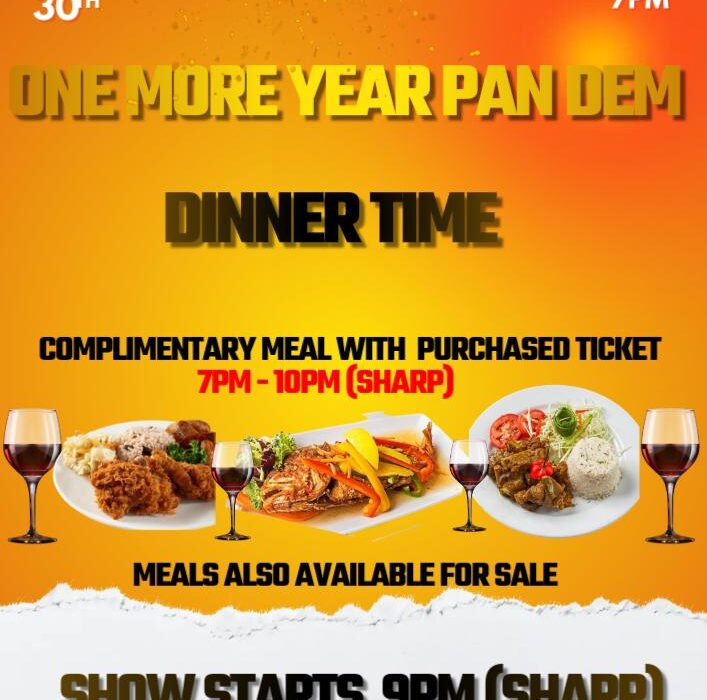 30TH 7PM
ONE MORE YEAR PAN DEM
DINNER TIME
COMPLIMENTARY MEAL WITH PURCHASED TICKET
7PM - 10PM (SHARP)
MEALS ALSO AVAILABLE FOR SALE
SHOW STARTS 9PM (SHARP)